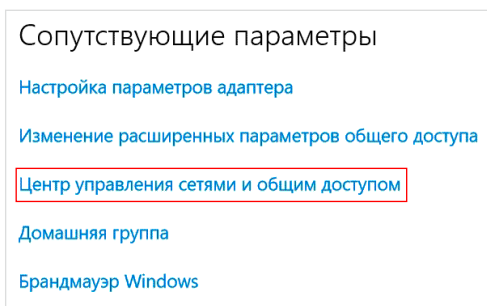 Сопутствующие параметры
Настройка параметров адаптера
Изменение расширенных параметров общего доступа
Центр управления сетями и общим доступом
Домашняя группа
Брандмауэр Windows